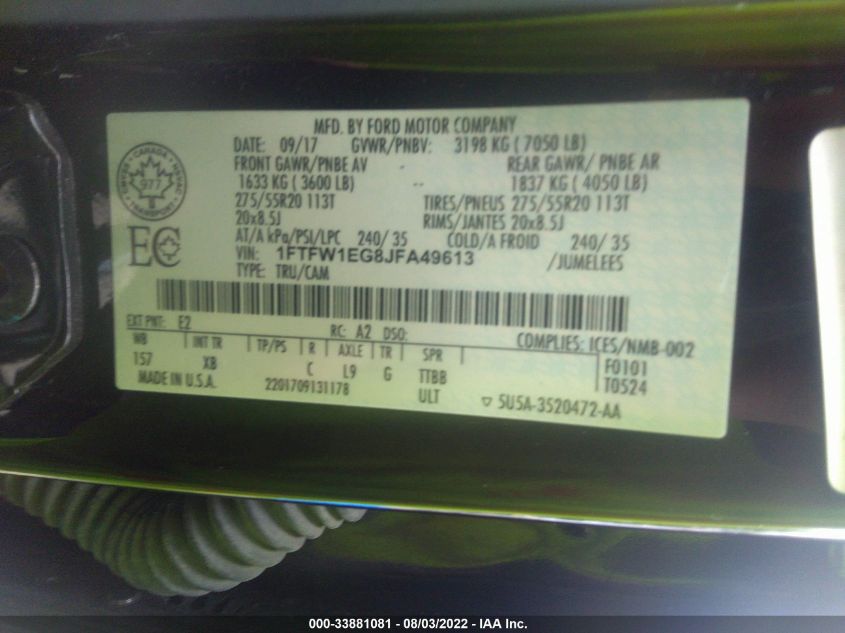 MFD. BY FORD MOTOR COMPANY
DATE: 09/17 GVWR/PNBV: 3198 KG ( 7050 LB)
FRONT GAWR/PNBE AV REAR GAWR/ PNBE AR
1633 KG ( 3600 LB) -- 1837 KG ( 4050 LB)
275/55R20 113T TIRES/PNEUS 275/55R20 113T
20x8.5J RIMS/JANTES 20x8.5J
AT/A kPa/PSI/LPC 240/ 35 COLD/A FROID 240/ 35
VIN: 1FTFW1EG8JFA49613 /JUMELEES
TYPE: TRU/CAM
CANADA
977
TRANSPORT
EC
EXT PNT: E2 RC: A2 DSO: COMPLIES: ICES/NMB-002
WB INT TR TP/PS R AXLE TR SPR F0101
157 XB C L9 G TTBB T0524
MADE IN U.S.A. 2201709131178 ULT ▽ 5U5A-3520472-AA
000-33881081 - 08/03/2022 - IAA Inc.